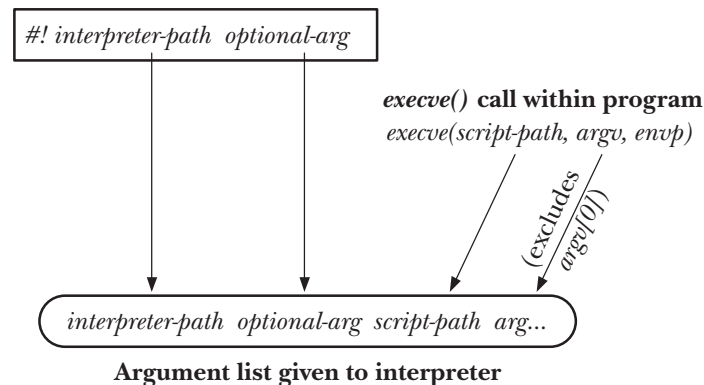 #! interpreter-path optional-arg
execve() call within program
execve(script-path, argv, envp)
(excludes
argv[0])
interpreter-path optional-arg script-path arg...
Argument list given to interpreter